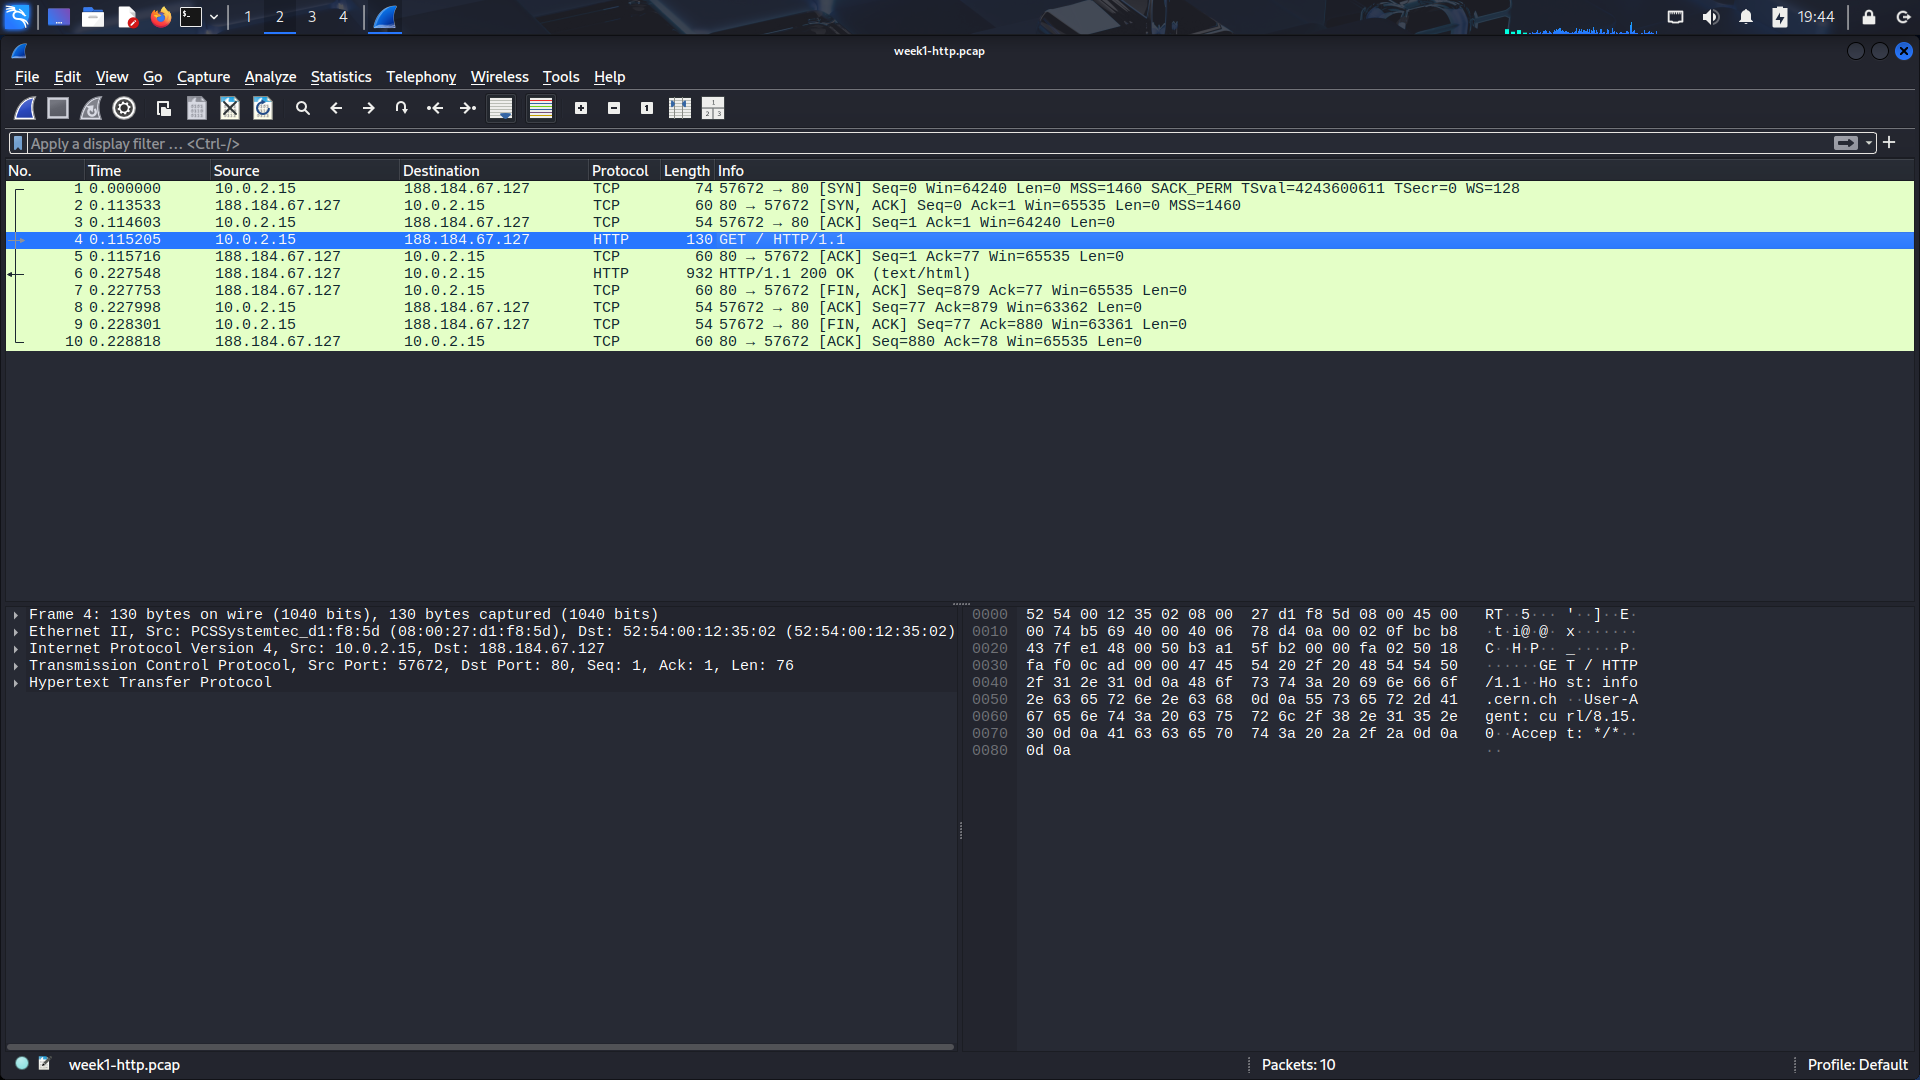 1 2 3 4 19:44
week1-http.pcap
File Edit View Go Capture Analyze Statistics Telephony Wireless Tools Help
Apply a display filter … <Ctrl-/>
No. Time Source Destination Protocol Length Info
1 0.000000 10.0.2.15 188.184.67.127 TCP 74 57672 → 80 [SYN] Seq=0 Win=64240 Len=0 MSS=1460 SACK_PERM TSval=4243600611 TSecr=0 WS=128
2 0.113533 188.184.67.127 10.0.2.15 TCP 60 80 → 57672 [SYN, ACK] Seq=0 Ack=1 Win=65535 Len=0 MSS=1460
3 0.114603 10.0.2.15 188.184.67.127 TCP 54 57672 → 80 [ACK] Seq=1 Ack=1 Win=64240 Len=0
4 0.115205 10.0.2.15 188.184.67.127 HTTP 130 GET / HTTP/1.1
5 0.115716 188.184.67.127 10.0.2.15 TCP 60 80 → 57672 [ACK] Seq=1 Ack=77 Win=65535 Len=0
6 0.227548 188.184.67.127 10.0.2.15 HTTP 932 HTTP/1.1 200 OK  (text/html)
7 0.227753 188.184.67.127 10.0.2.15 TCP 60 80 → 57672 [FIN, ACK] Seq=879 Ack=77 Win=65535 Len=0
8 0.227998 10.0.2.15 188.184.67.127 TCP 54 57672 → 80 [ACK] Seq=77 Ack=879 Win=63362 Len=0
9 0.228301 10.0.2.15 188.184.67.127 TCP 54 57672 → 80 [FIN, ACK] Seq=77 Ack=880 Win=63361 Len=0
10 0.228818 188.184.67.127 10.0.2.15 TCP 60 80 → 57672 [ACK] Seq=880 Ack=78 Win=65535 Len=0
Frame 4: 130 bytes on wire (1040 bits), 130 bytes captured (1040 bits)
Ethernet II, Src: PCSSystemtec_d1:f8:5d (08:00:27:d1:f8:5d), Dst: 52:54:00:12:35:02 (52:54:00:12:35:02)
Internet Protocol Version 4, Src: 10.0.2.15, Dst: 188.184.67.127
Transmission Control Protocol, Src Port: 57672, Dst Port: 80, Seq: 1, Ack: 1, Len: 76
Hypertext Transfer Protocol
0000 52 54 00 12 35 02 08 00 27 d1 f8 5d 08 00 45 00 RT··5··· '··]··E·
0010 00 74 b5 69 40 00 40 06 78 d4 0a 00 02 0f bc b8 ·t·i@·@· x·······
0020 43 7f e1 48 00 50 b3 a1 5f b2 00 00 fa 02 50 18 C··H·P·· _·····P·
0030 fa f0 0c ad 00 00 47 45 54 20 2f 20 48 54 54 50 ······GE T / HTTP
0040 2f 31 2e 31 0d 0a 48 6f 73 74 3a 20 69 6e 66 6f /1.1··Ho st: info
0050 2e 63 65 72 6e 2e 63 68 0d 0a 55 73 65 72 2d 41 .cern.ch ··User-A
0060 67 65 6e 74 3a 20 63 75 72 6c 2f 38 2e 31 35 2e gent: cu rl/8.15.
0070 30 0d 0a 41 63 63 65 70 74 3a 20 2a 2f 2a 0d 0a 0··Accep t: */*··
0080 0d 0a ··
week1-http.pcap Packets: 10 Profile: Default